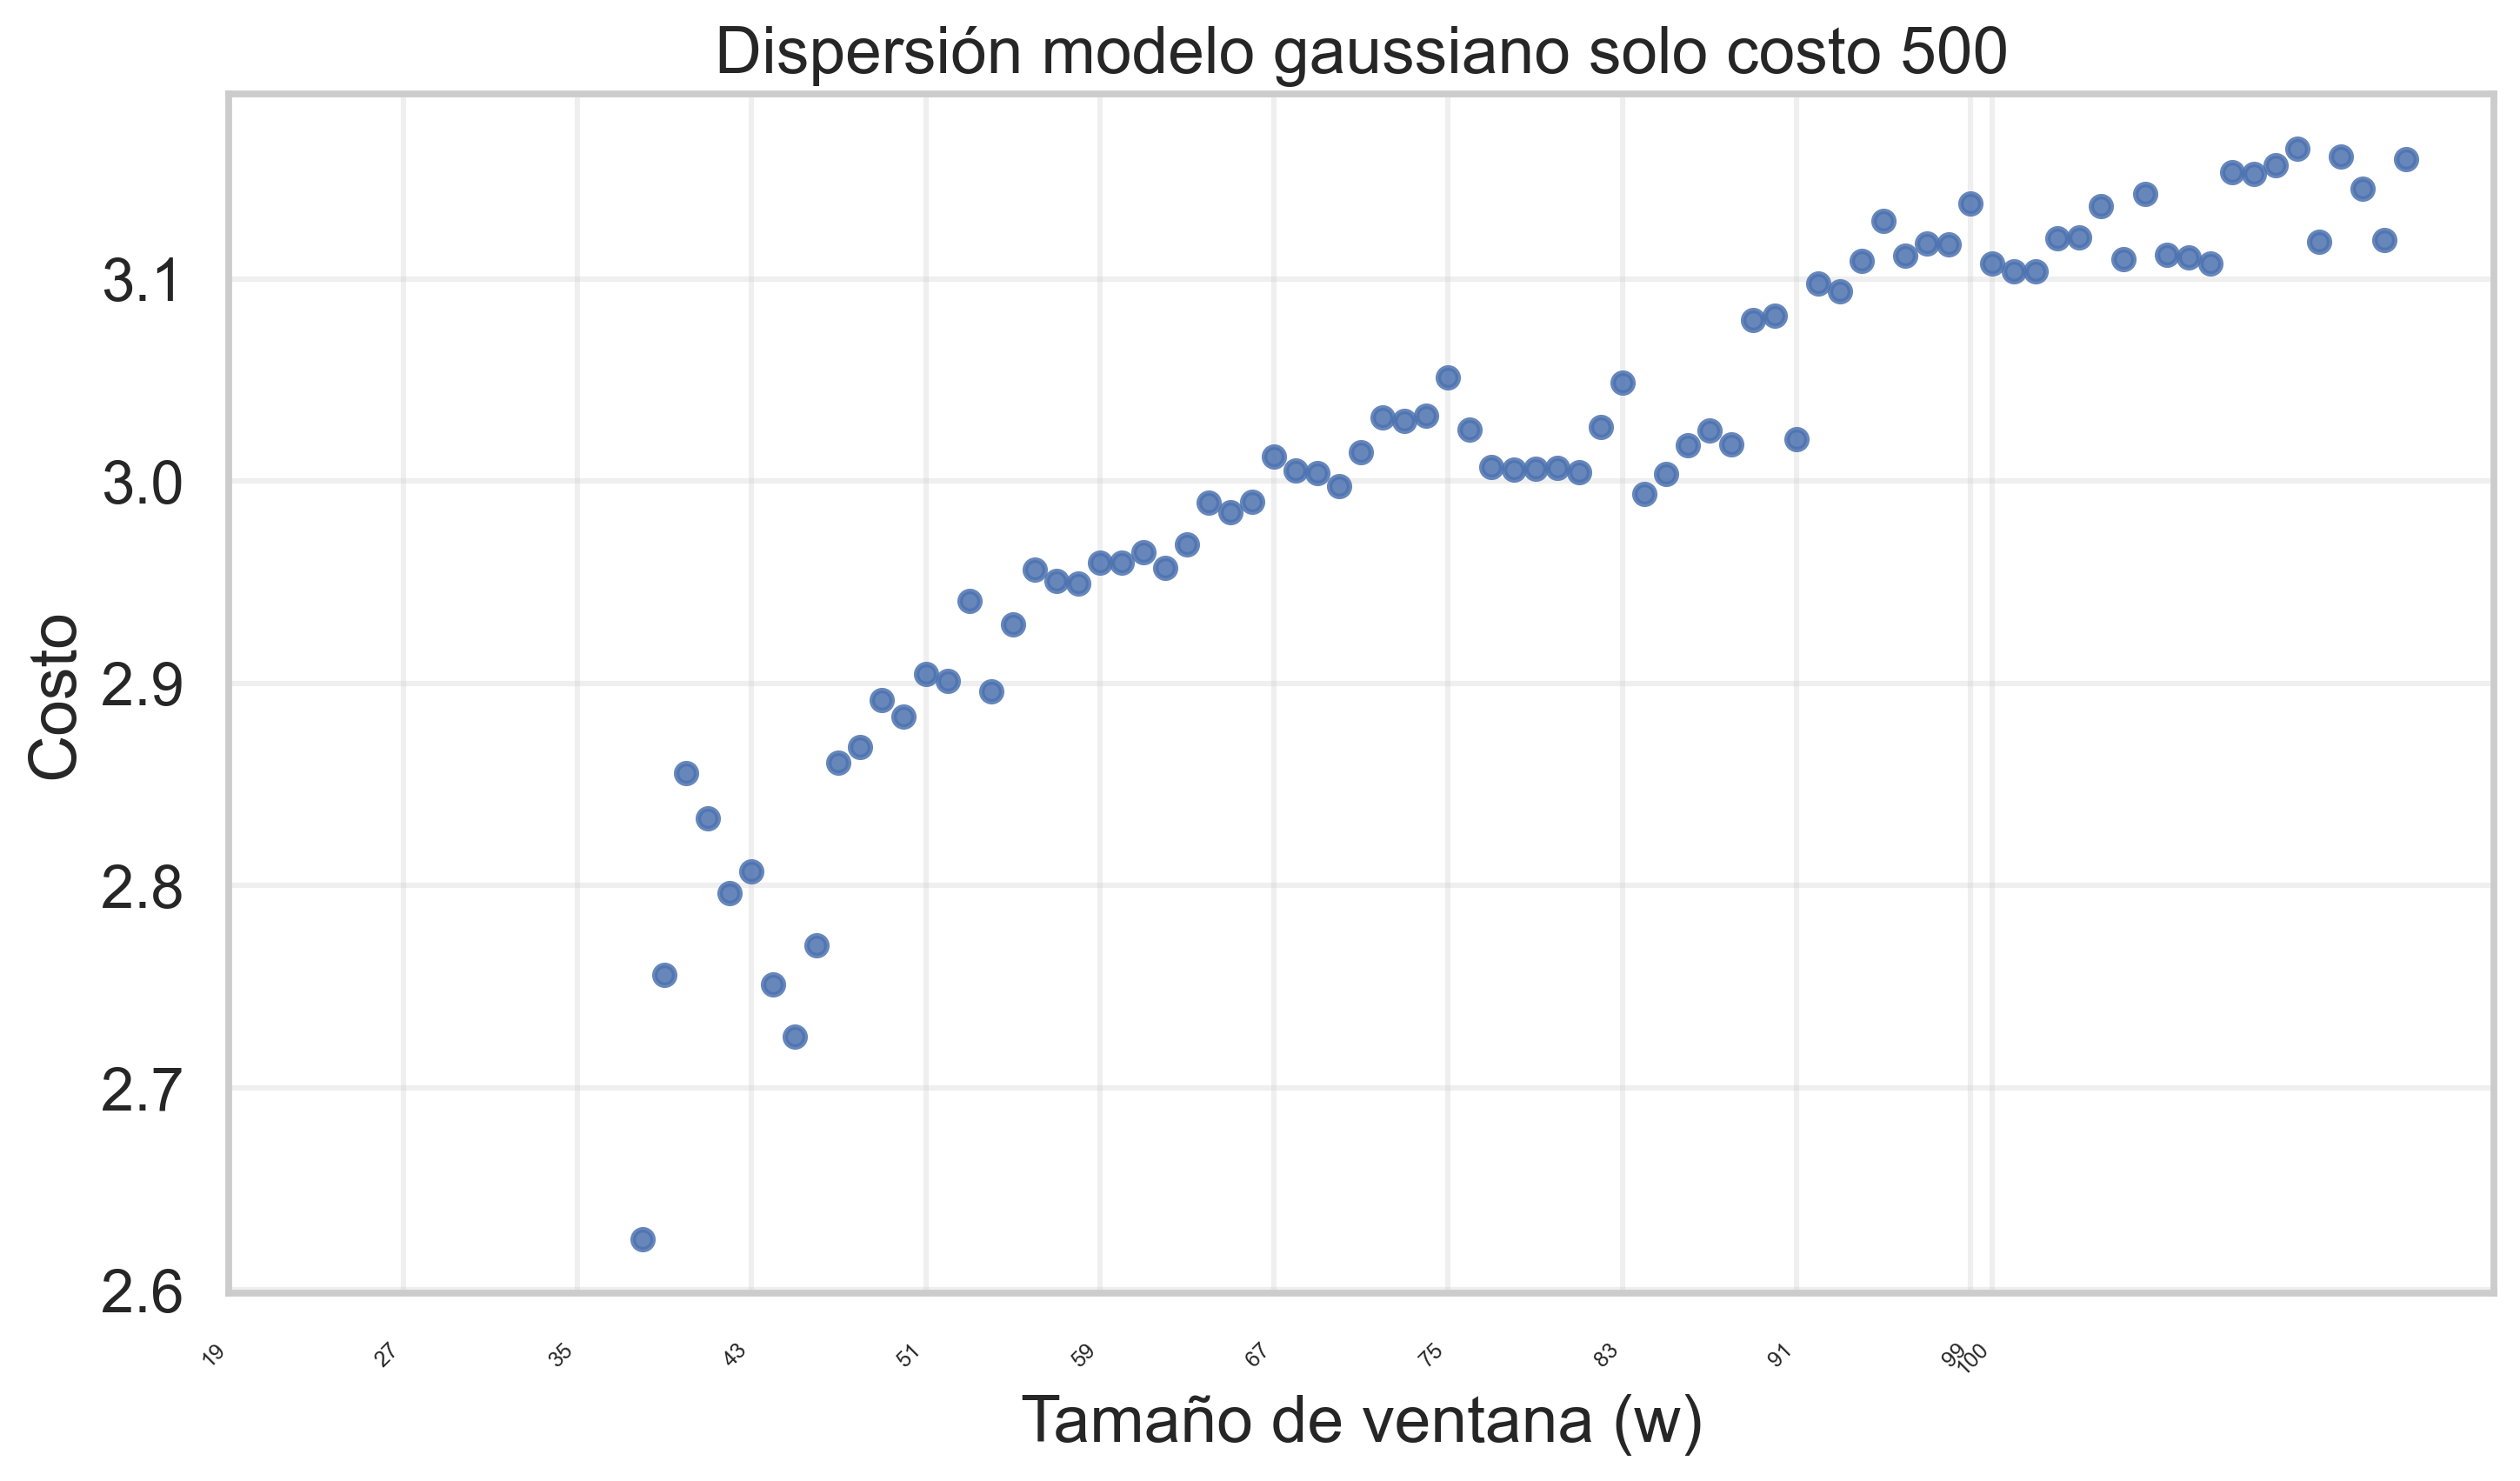 Dispersión modelo gaussiano solo costo 500
Costo
3.1
3.0
2.9
2.8
2.7
2.6
19 27 35 43 51 59 67 75 83 91 99 100
Tamaño de ventana (w)